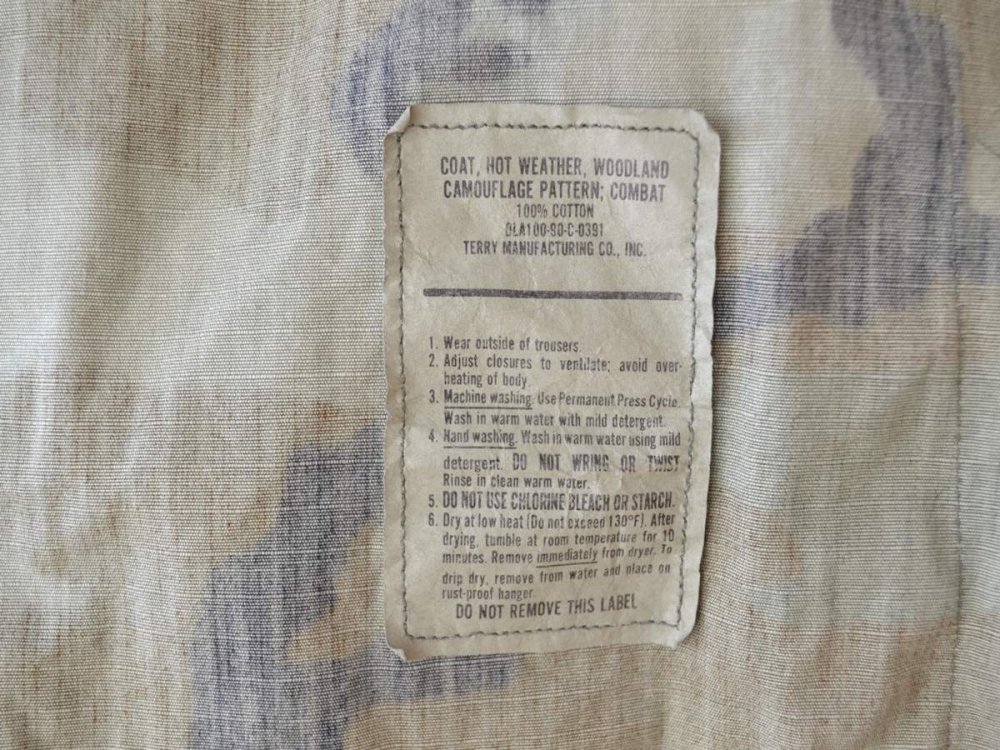 COAT, HOT WEATHER, WOODLAND
CAMOUFLAGE PATTERN; COMBAT
100% COTTON
DLA100-90-C-0391
TERRY MANUFACTURING CO., INC.
1. Wear outside of trousers.
2. Adjust closures to ventilate; avoid over-
heating of body.
3. Machine washing. Use Permanent Press Cycle.
Wash in warm water with mild detergent.
4. Hand washing. Wash in warm water using mild
detergent. DO NOT WRING OR TWIST
Rinse in clean warm water.
5. DO NOT USE CHLORINE BLEACH OR STARCH.
6. Dry at low heat (Do not exceed 130°F). After
drying, tumble at room temperature for 10
minutes. Remove immediately from dryer. To
drip dry, remove from water and place on
rust-proof hanger
DO NOT REMOVE THIS LABEL